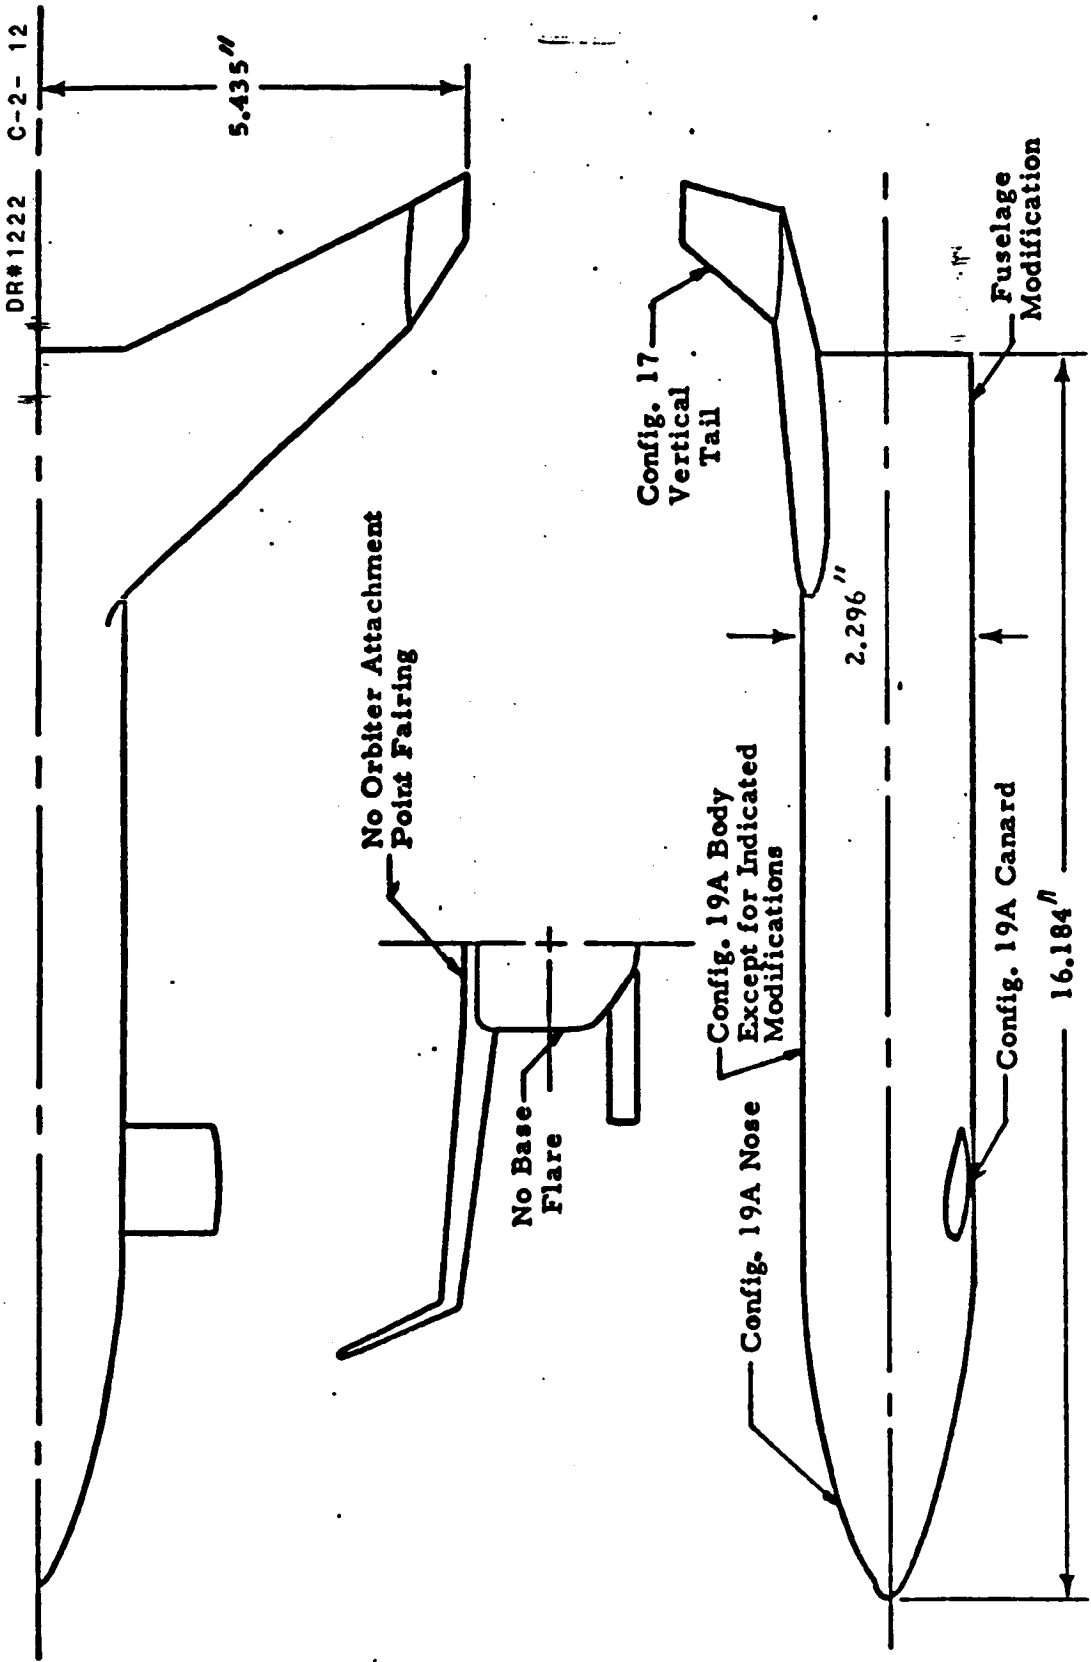 DR#1222 C-2- 12
5.435"
No Orbiter Attachment
Point Fairing
No Base
Flare
Config. 17
Vertical
Tail
Config. 19A Nose
Config. 19A Body
Except for Indicated
Modifications
2.296"
Fuselage
Modification
Config. 19A Canard
16.184"